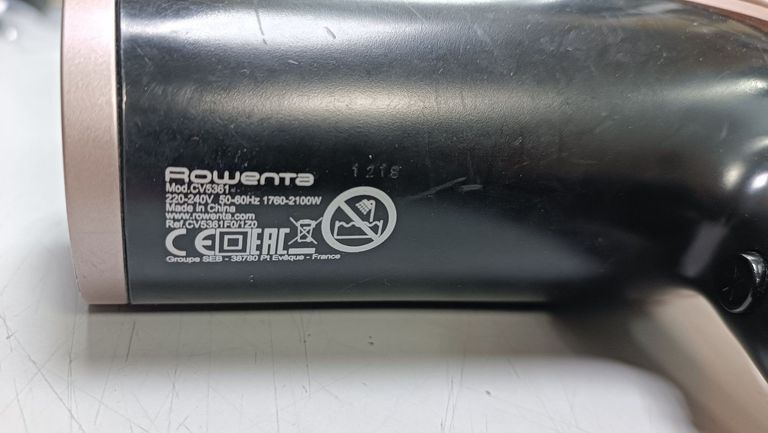 Rowenta 1218
Mod.CV5361
220-240V 50-60Hz 1760-2100W
Made in China
www.rowenta.com
Ref.CV5361F0/1Z0
CE EAC
Groupe SEB - 38780 Pt Evêque - France